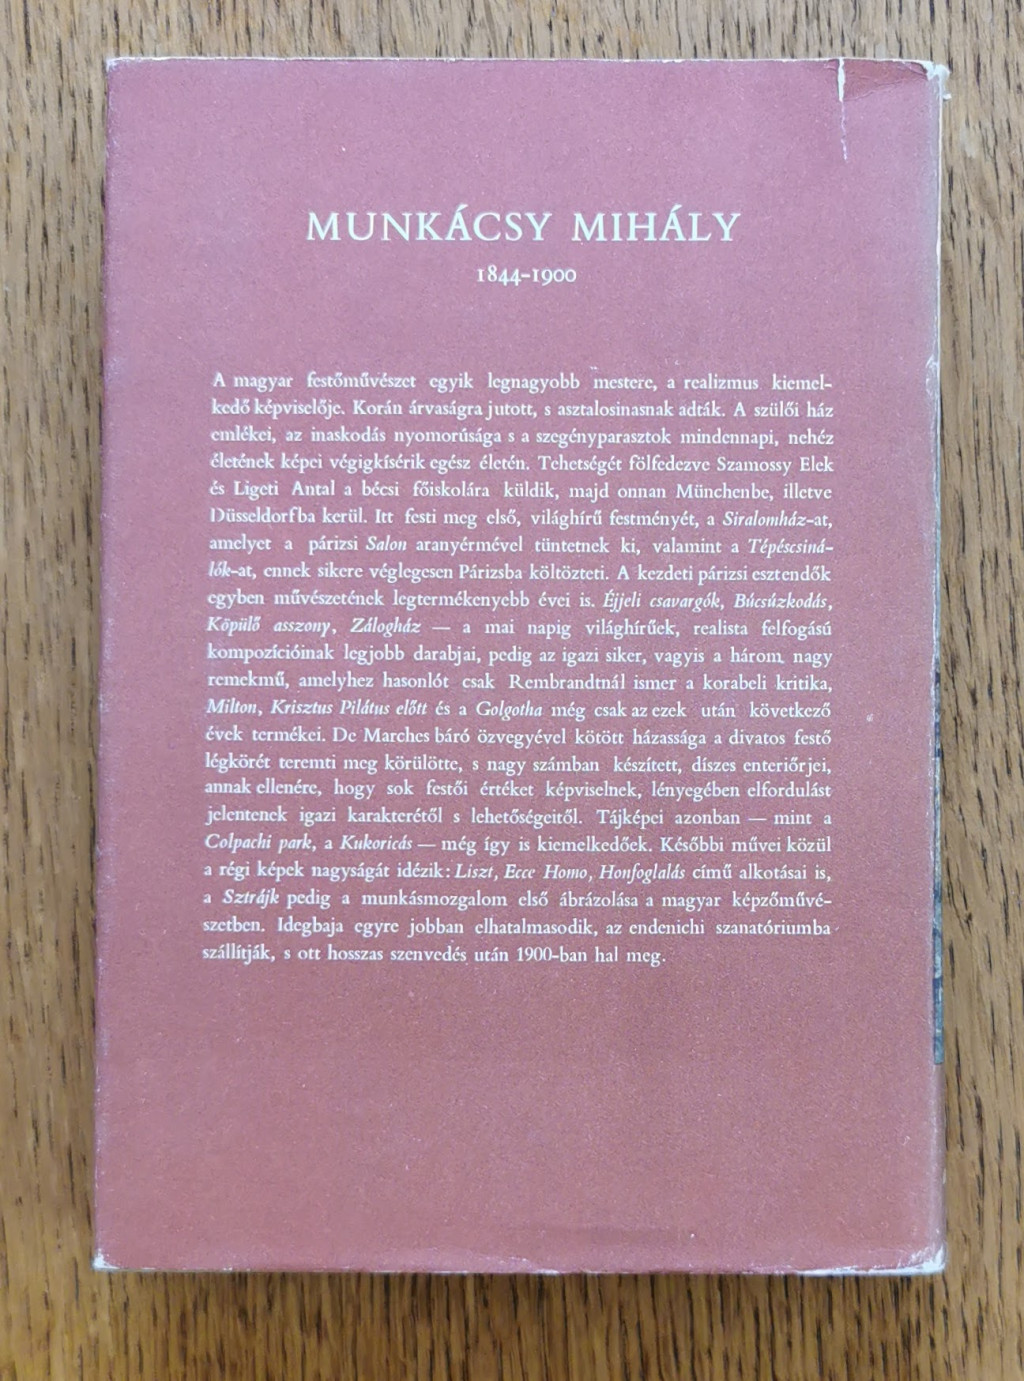 MUNKÁCSY MIHÁLY
1844-1900
A magyar festőművészet egyik legnagyobb mestere, a realizmus kiemel-
kedő képviselője. Korán árvaságra jutott, s asztalosinasnak adták. A szülői ház
emlékei, az inaskodás nyomorúsága s a szegényparasztok mindennapi, nehéz
életének képei végigkísérik egész életén. Tehetségét fölfedezve Szamossy Elek
és Ligeti Antal a bécsi főiskolára küldik, majd onnan Münchenbe, illetve
Düsseldorfba kerül. Itt festi meg első, világhírű festményét, a Siralomház-at,
amelyet a párizsi Salon aranyérmével tüntetnek ki, valamint a Tépéscsiná-
lók-at, ennek sikere véglegesen Párizsba költözteti. A kezdeti párizsi esztendők
egyben művészetének legtermékenyebb évei is. Éjjeli csavargók, Búcsúzkodás,
Köpülő asszony, Zálogház — a mai napig világhírűek, realista felfogású
kompozícióinak legjobb darabjai, pedig az igazi siker, vagyis a három nagy
remekmű, amelyhez hasonlót csak Rembrandtnál ismer a korabeli kritika,
Milton, Krisztus Pilátus előtt és a Golgotha még csak az ezek után következő
évek termékei. De Marches báró özvegyével kötött házassága a divatos festő
légkörét teremti meg körülötte, s nagy számban készített, díszes enteriőrjei,
annak ellenére, hogy sok festői értéket képviselnek, lényegében elfordulást
jelentenek igazi karakterétől s lehetőségeitől. Tájképei azonban — mint a
Colpachi park, a Kukoricás — még így is kiemelkedőek. Későbbi művei közül
a régi képek nagyságát idézik: Liszt, Ecce Homo, Honfoglalás című alkotásai is,
a Sztrájk pedig a munkásmozgalom első ábrázolása a magyar képzőművé-
szetben. Idegbaja egyre jobban elhatalmasodik, az endenichi szanatóriumba
szállítják, s ott hosszas szenvedés után 1900-ban hal meg.